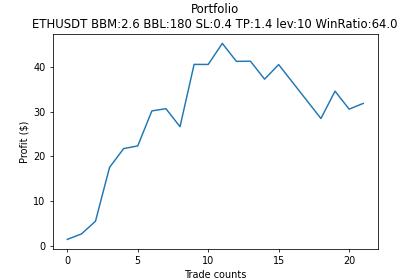 Portfolio
ETHUSDT BBM:2.6 BBL:180 SL:0.4 TP:1.4 lev:10 WinRatio:64.0
40
30
20
10
0
Profit ($)
0 5 10 15 20
Trade counts